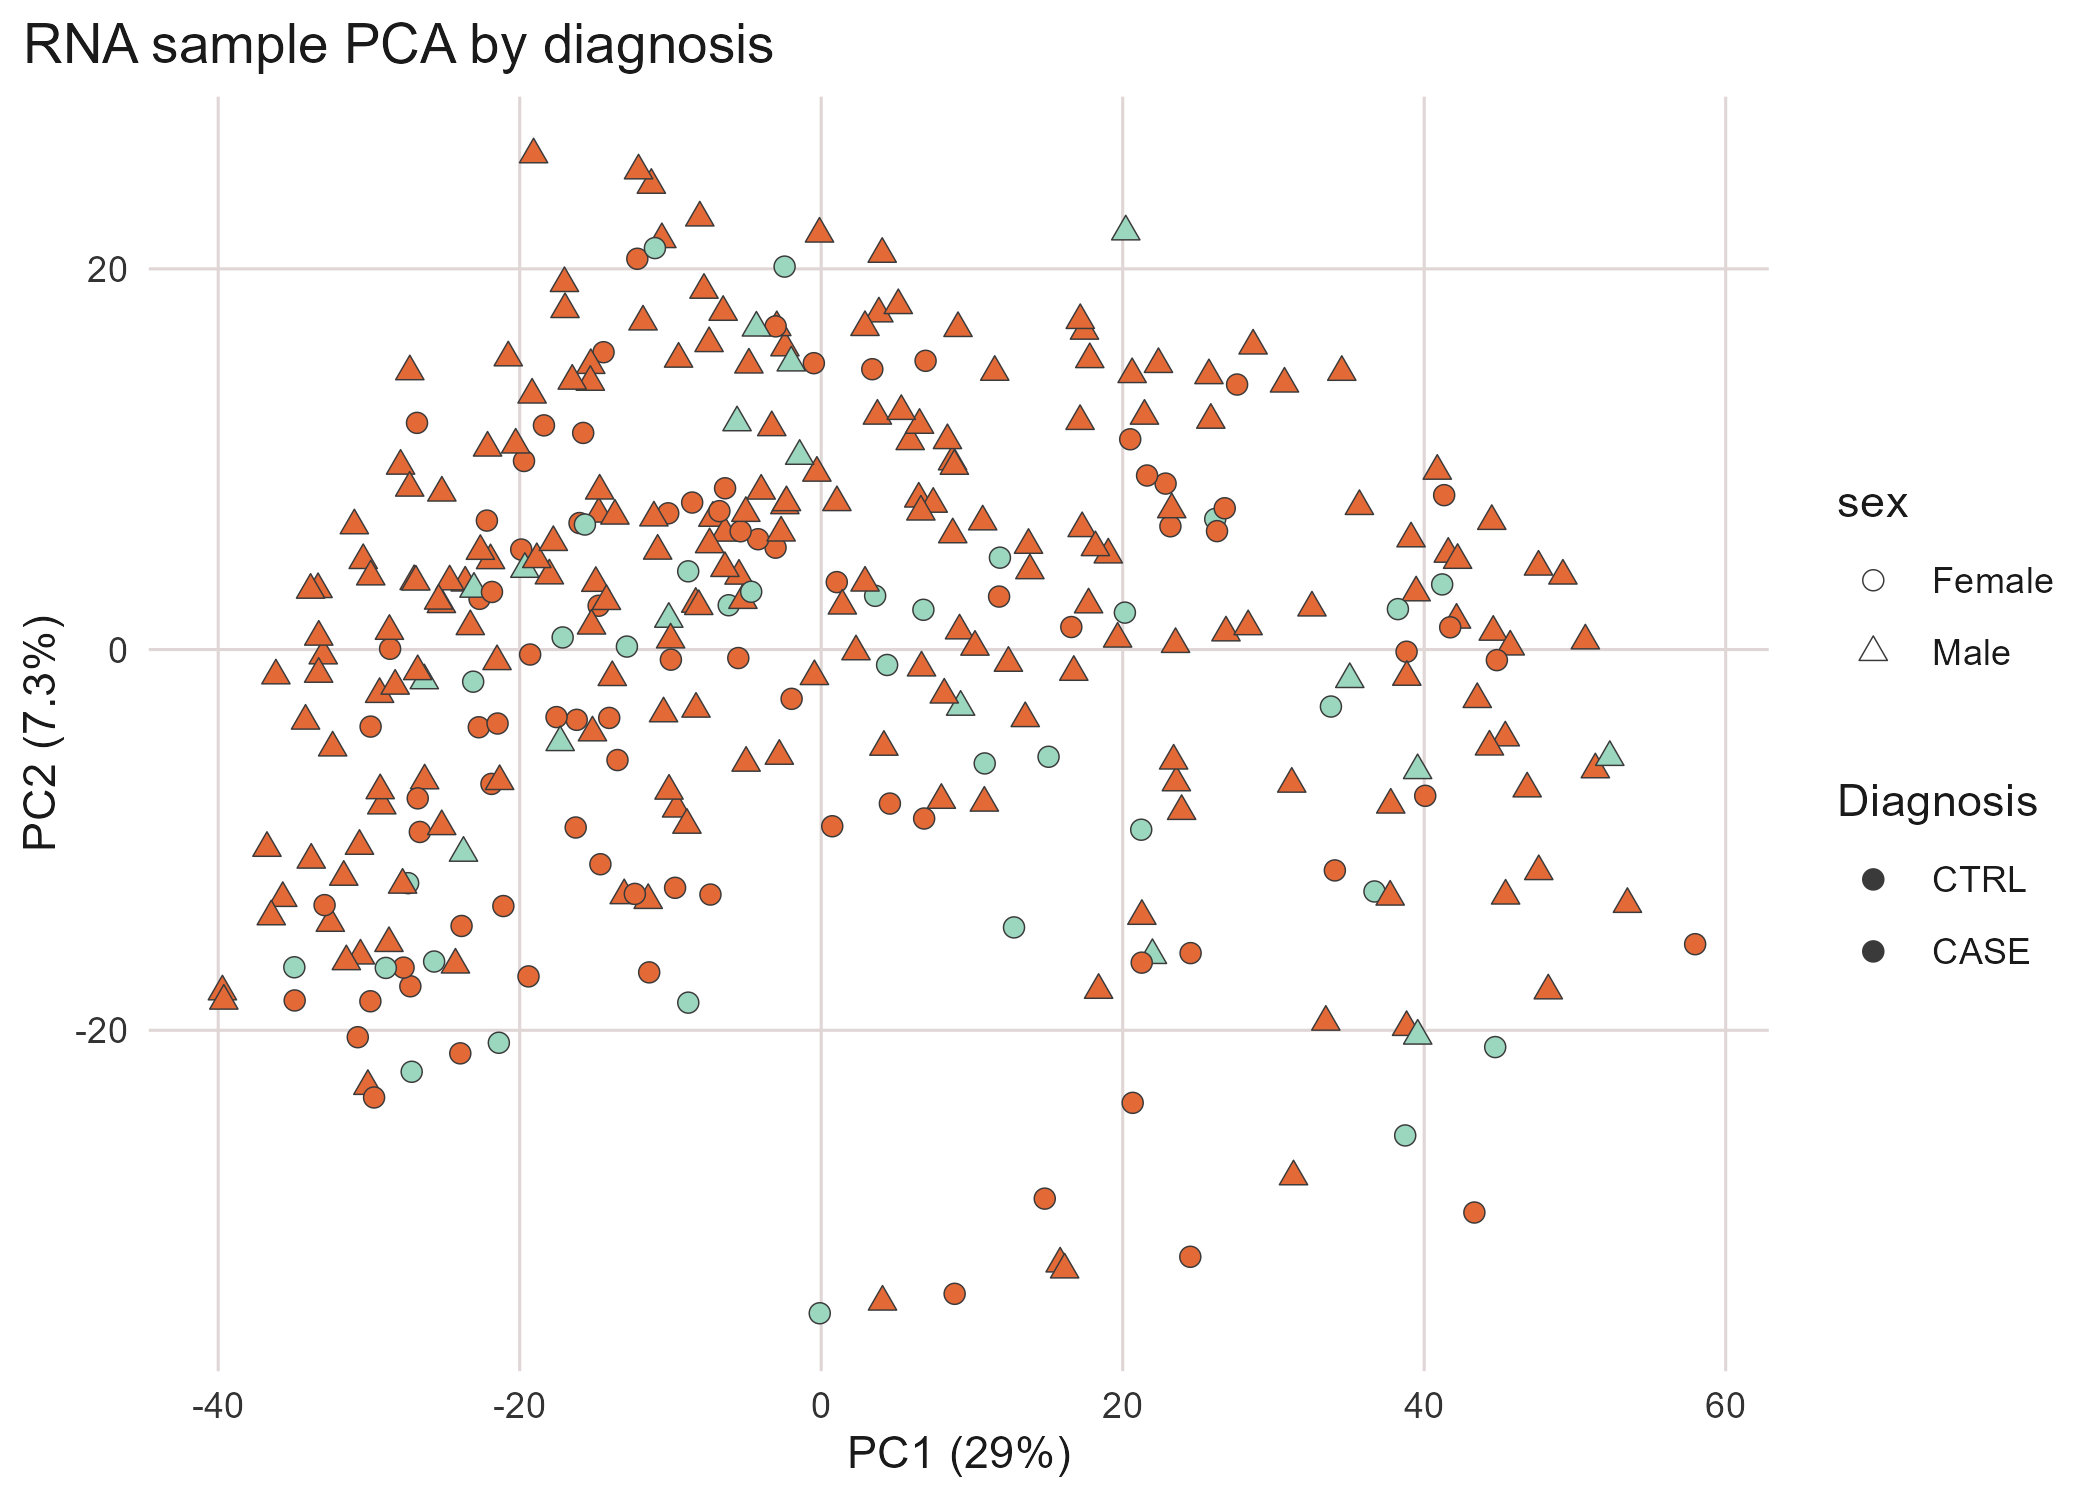 RNA sample PCA by diagnosis
20
0
-20
PC2 (7.3%)
-40
-20
0
20
40
60
PC1 (29%)
sex
Female
Male
Diagnosis
CTRL
CASE